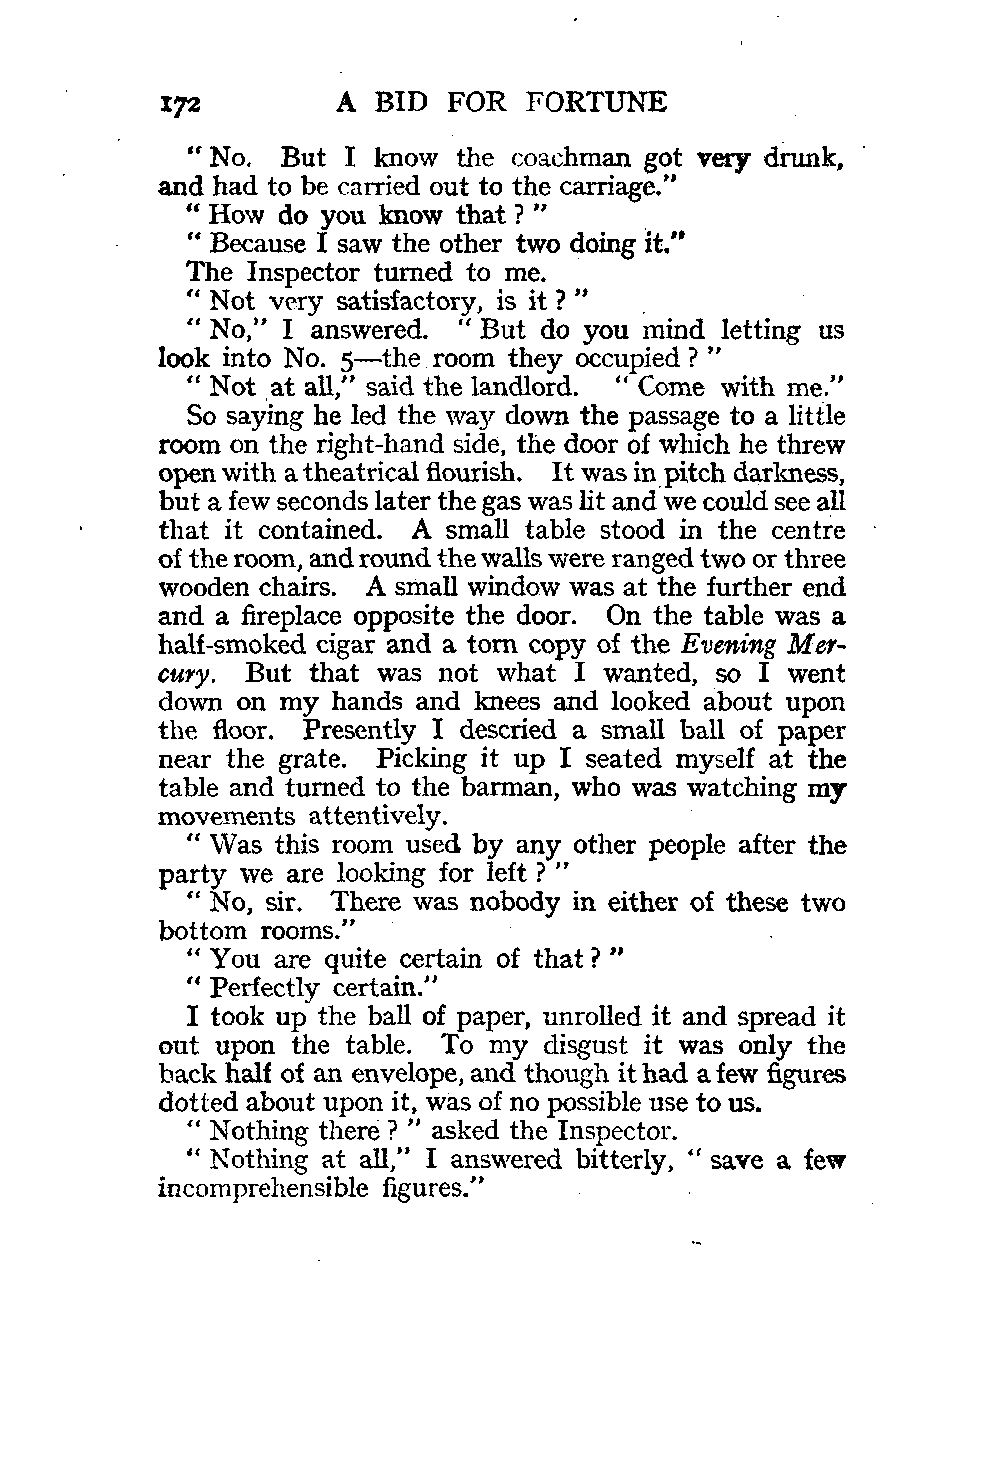 172 A BID FOR FORTUNE
" No. But I know the coachman got very drunk,
and had to be carried out to the carriage."
" How do you know that ? "
" Because I saw the other two doing it."
The Inspector turned to me.
" Not very satisfactory, is it ? "
" No," I answered. " But do you mind letting us
look into No. 5—the room they occupied ? "
" Not at all," said the landlord. " Come with me."
So saying he led the way down the passage to a little
room on the right-hand side, the door of which he threw
open with a theatrical flourish. It was in pitch darkness,
but a few seconds later the gas was lit and we could see all
that it contained. A small table stood in the centre
of the room, and round the walls were ranged two or three
wooden chairs. A small window was at the further end
and a fireplace opposite the door. On the table was a
half-smoked cigar and a torn copy of the Evening Mer-
cury. But that was not what I wanted, so I went
down on my hands and knees and looked about upon
the floor. Presently I descried a small ball of paper
near the grate. Picking it up I seated myself at the
table and turned to the barman, who was watching my
movements attentively.
" Was this room used by any other people after the
party we are looking for left ? "
" No, sir. There was nobody in either of these two
bottom rooms."
" You are quite certain of that ? "
" Perfectly certain."
I took up the ball of paper, unrolled it and spread it
out upon the table. To my disgust it was only the
back half of an envelope, and though it had a few figures
dotted about upon it, was of no possible use to us.
" Nothing there ? " asked the Inspector.
" Nothing at all," I answered bitterly, " save a few
incomprehensible figures."